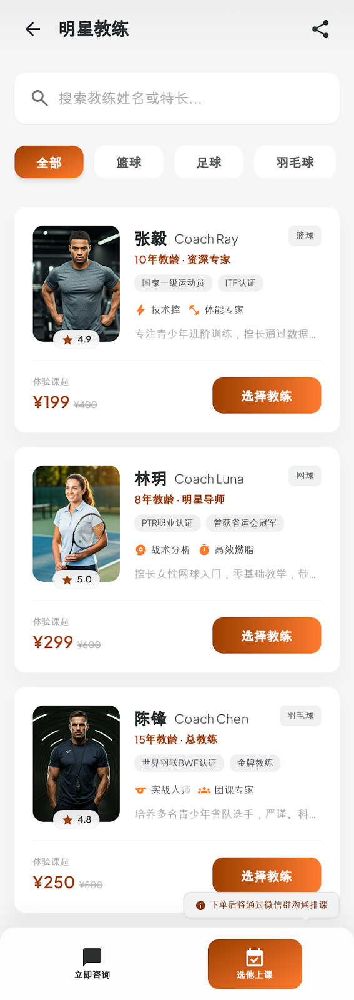 明星教练
搜索教练姓名或特长...
全部
篮球
足球
羽毛球
张毅 Coach Ray
篮球
10年教龄 · 资深专家
国家一级运动员 ITF认证
技术控 体能专家
专注青少年进阶训练，擅长通过数据...
4.9
体验课起
¥199 ¥400
选择教练
林玥 Coach Luna
网球
8年教龄 · 明星导师
PTR职业认证 曾获省运会冠军
战术分析 高效燃脂
擅长女性网球入门，零基础教学，带...
5.0
体验课起
¥299 ¥600
选择教练
陈锋 Coach Chen
羽毛球
15年教龄 · 总教练
世界羽联BWF认证 金牌教练
实战大师 团课专家
培养多名青少年省队选手，严谨、科...
4.8
体验课起
¥250 ¥500
选择教练
下单后将通过微信群沟通排课
立即咨询
选他上课